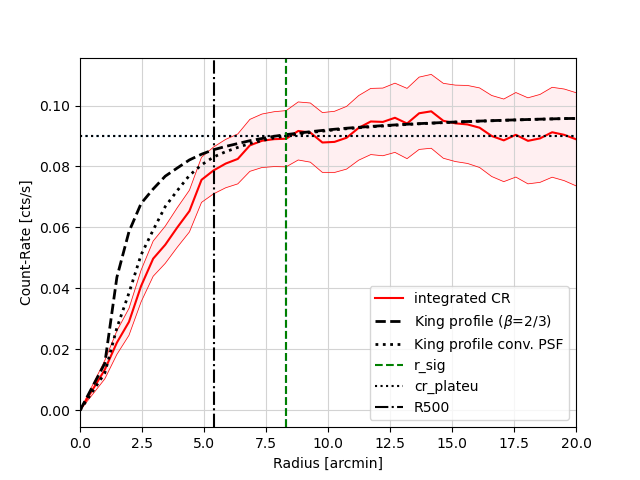 0.10
0.08
0.06
0.04
0.02
0.00
Count-Rate [cts/s]
integrated CR
King profile (β=2/3)
King profile conv. PSF
r_sig
cr_plateu
R500
0.0 2.5 5.0 7.5 10.0 12.5 15.0 17.5 20.0
Radius [arcmin]